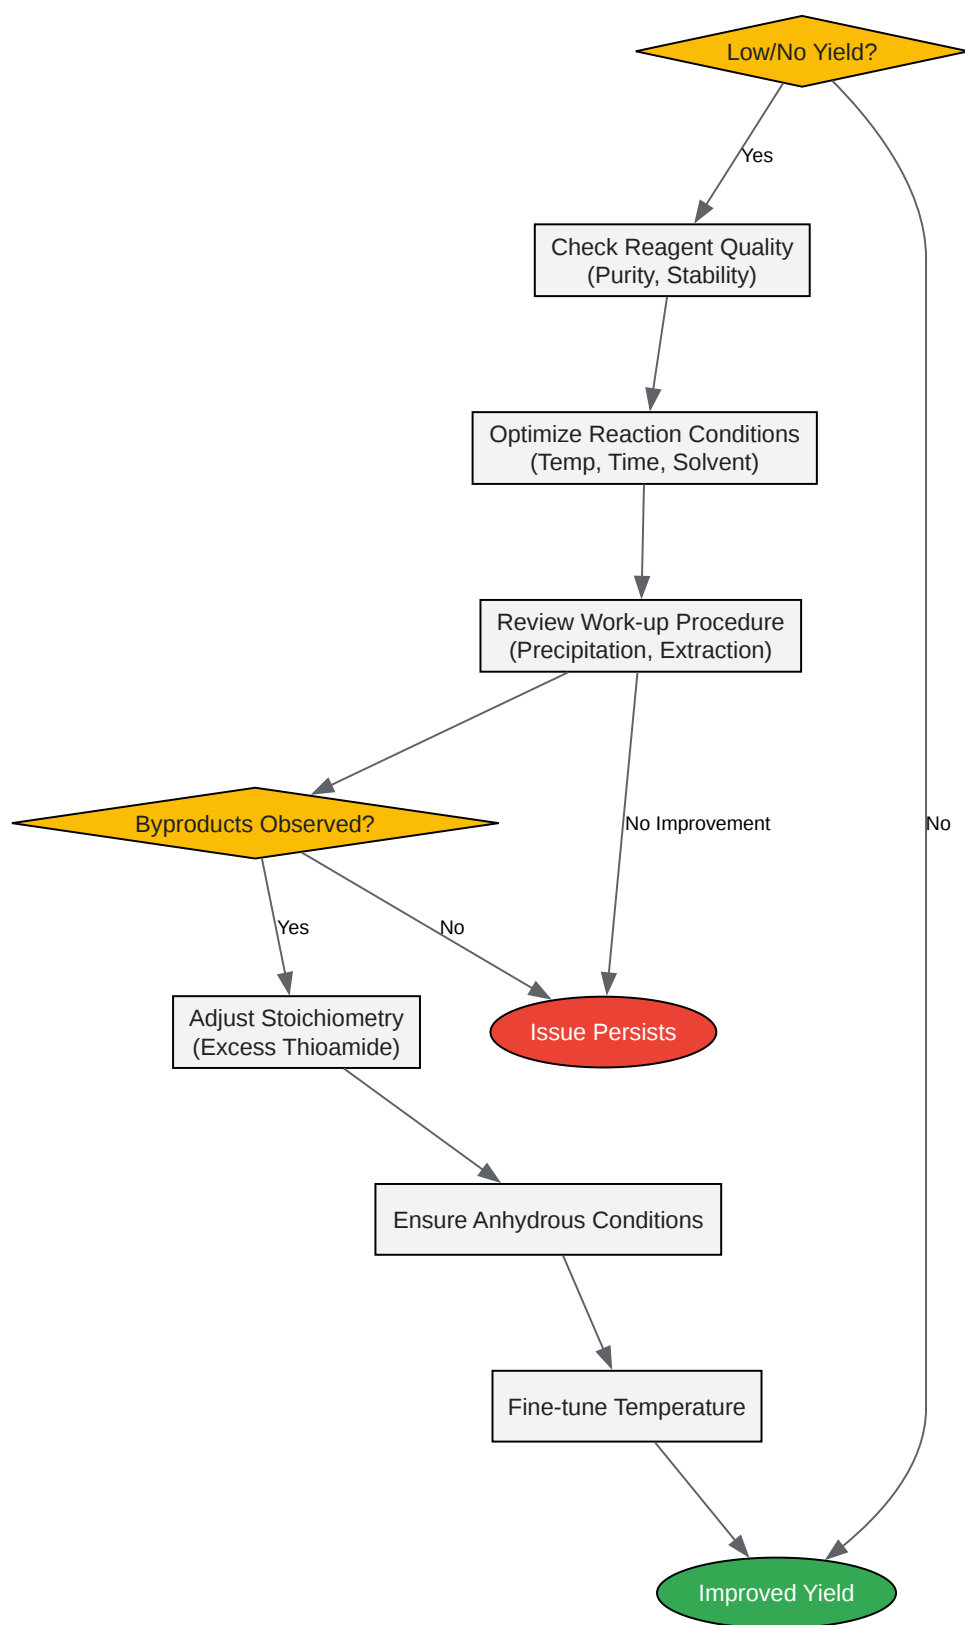 Low/No Yield?
Yes
Check Reagent Quality
(Purity, Stability)
Optimize Reaction Conditions
(Temp, Time, Solvent)
Review Work-up Procedure
(Precipitation, Extraction)
Byproducts Observed?
No Improvement
No
Yes
No
Adjust Stoichiometry
(Excess Thioamide)
Issue Persists
Ensure Anhydrous Conditions
Fine-tune Temperature
Improved Yield